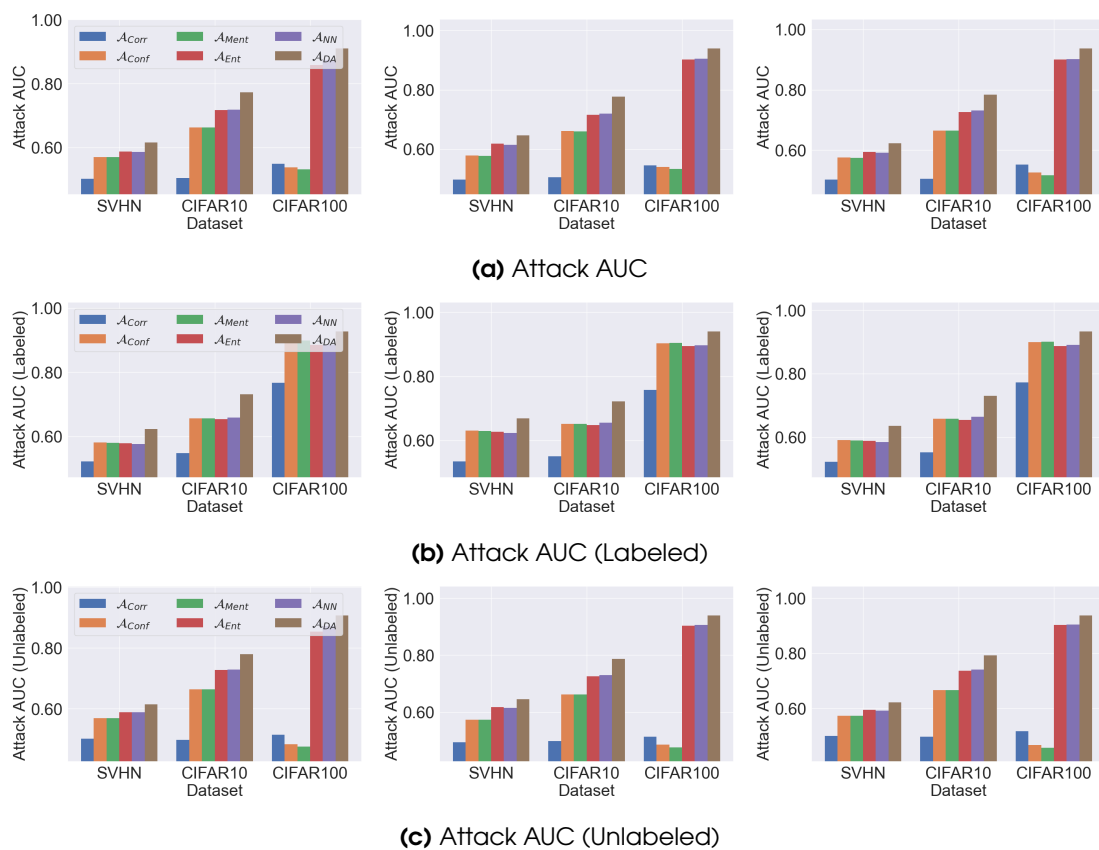 1.00
0.80
0.60
Attack AUC
𝒜Corr 𝒜Ment 𝒜NN
𝒜Conf 𝒜Ent 𝒜DA
SVHN CIFAR10 CIFAR100
Dataset
1.00
0.80
0.60
Attack AUC
SVHN CIFAR10 CIFAR100
Dataset
1.00
0.80
0.60
Attack AUC
SVHN CIFAR10 CIFAR100
Dataset
(a) Attack AUC
1.00
0.80
0.60
Attack AUC (Labeled)
𝒜Corr 𝒜Ment 𝒜NN
𝒜Conf 𝒜Ent 𝒜DA
SVHN CIFAR10 CIFAR100
Dataset
1.00
0.80
0.60
Attack AUC (Labeled)
SVHN CIFAR10 CIFAR100
Dataset
1.00
0.80
0.60
Attack AUC (Labeled)
SVHN CIFAR10 CIFAR100
Dataset
(b) Attack AUC (Labeled)
1.00
0.80
0.60
Attack AUC (Unlabeled)
𝒜Corr 𝒜Ment 𝒜NN
𝒜Conf 𝒜Ent 𝒜DA
SVHN CIFAR10 CIFAR100
Dataset
1.00
0.80
0.60
Attack AUC (Unlabeled)
SVHN CIFAR10 CIFAR100
Dataset
1.00
0.80
0.60
Attack AUC (Unlabeled)
SVHN CIFAR10 CIFAR100
Dataset
(c) Attack AUC (Unlabeled)